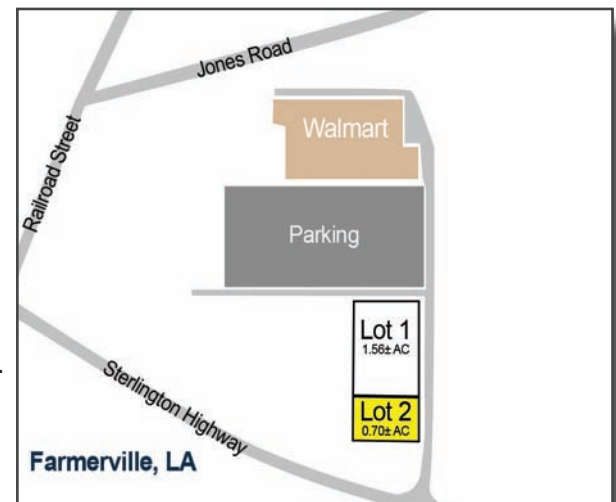 Jones Road
Railroad Street
Walmart
Parking
Lot 1
1.56± AC
Lot 2
0.70± AC
Sterlington Highway
Farmerville, LA